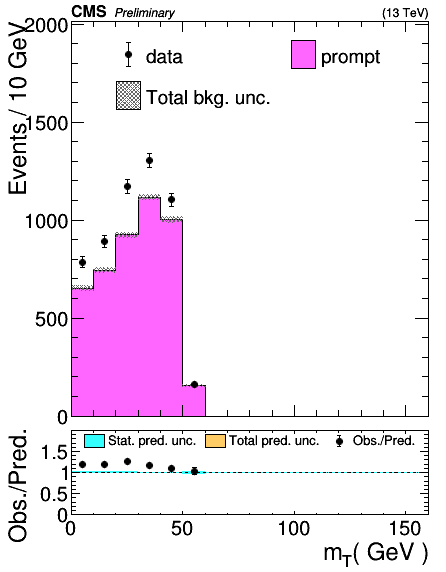 CMS Preliminary (13 TeV)
2000
data prompt
Total bkg. unc.
1500
1000
500
0
Events / 10 GeV
Stat. pred. unc. Total pred. unc. Obs./Pred.
1.5
1
0.5
0
Obs./Pred.
0 50 100 150
m_T( GeV )